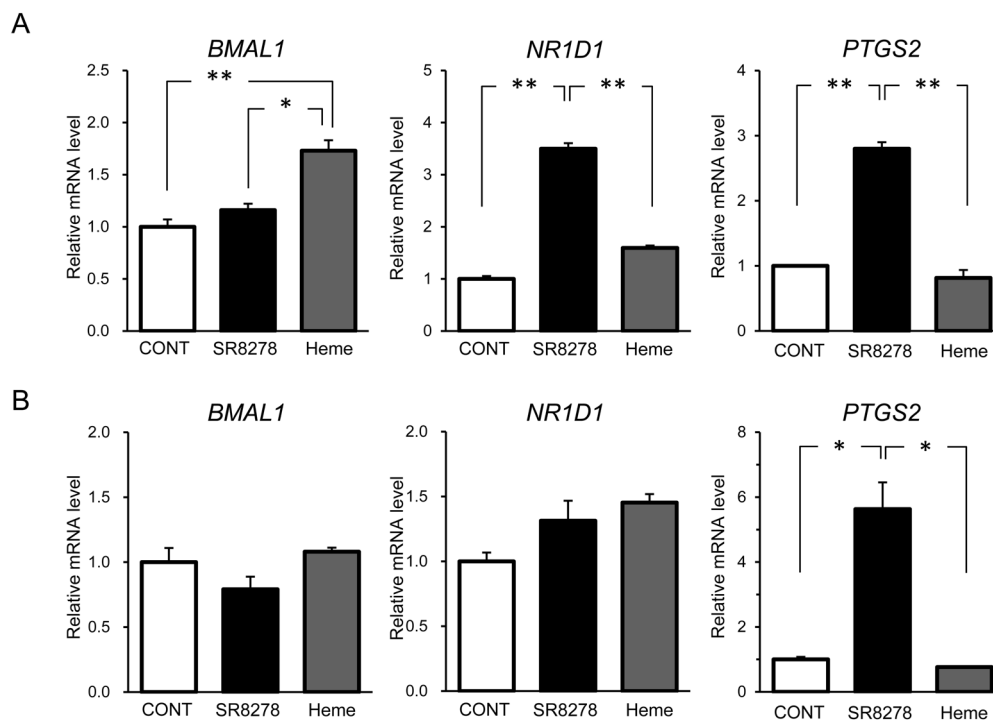 A
BMAL1
Relative mRNA level
2.5
2.0
1.5
1.0
0.5
0.0
**
*
CONT SR8278 Heme
NR1D1
Relative mRNA level
5
4
3
2
1
0
** **
CONT SR8278 Heme
PTGS2
Relative mRNA level
4
3
2
1
0
** **
CONT SR8278 Heme
B
BMAL1
Relative mRNA level
2.0
1.5
1.0
0.5
0.0
CONT SR8278 Heme
NR1D1
Relative mRNA level
2.0
1.5
1.0
0.5
0.0
CONT SR8278 Heme
PTGS2
Relative mRNA level
8
6
4
2
0
* *
CONT SR8278 Heme